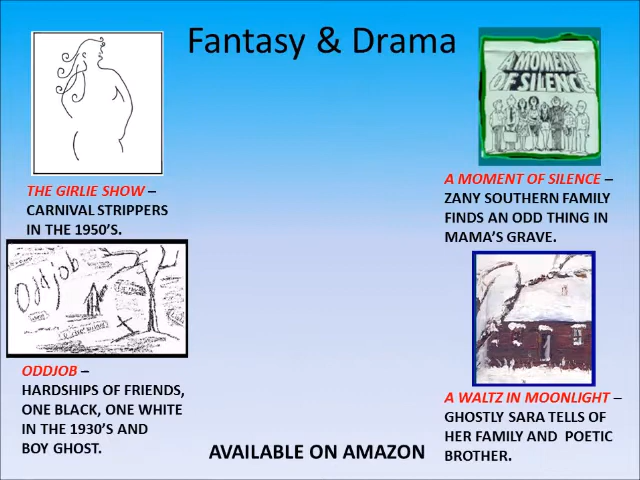 Fantasy & Drama
A MOMENT
OF SILENCE
THE GIRLIE SHOW –
CARNIVAL STRIPPERS
IN THE 1950'S.
A MOMENT OF SILENCE –
ZANY SOUTHERN FAMILY
FINDS AN ODD THING IN
MAMA'S GRAVE.
Oddjob
ODDJOB –
HARDSHIPS OF FRIENDS,
ONE BLACK, ONE WHITE
IN THE 1930'S AND
BOY GHOST.
A WALTZ IN MOONLIGHT –
GHOSTLY SARA TELLS OF
HER FAMILY AND  POETIC
BROTHER.
AVAILABLE ON AMAZON